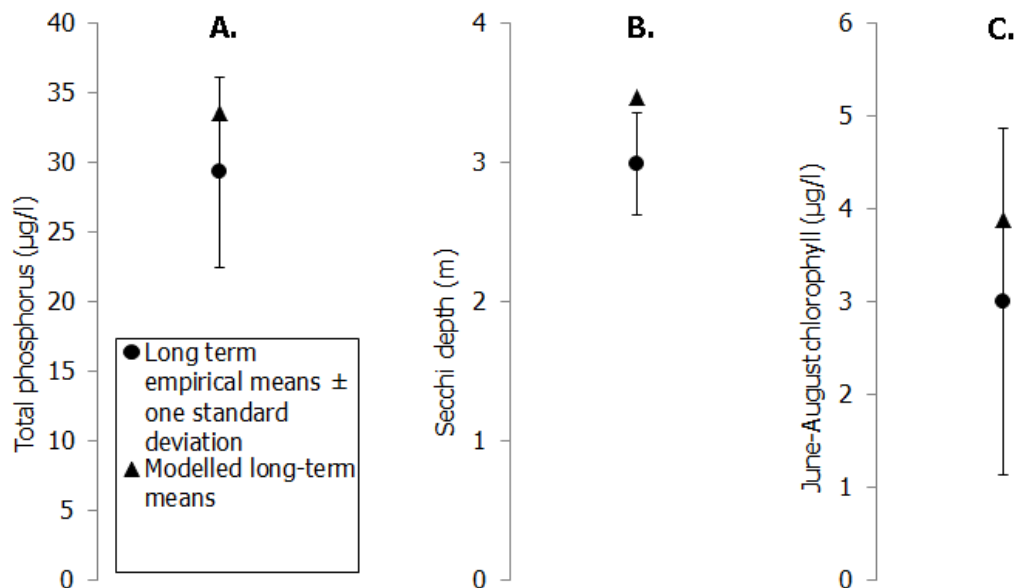 A.
40
35
30
25
20
15
10
5
0
Total phosphorus (µg/l)
Long term
empirical means ±
one standard
deviation
Modelled long-term
means
B.
4
3
2
1
0
Secchi depth (m)
C.
6
5
4
3
2
1
0
June-Augustchlorophyll (µg/l)